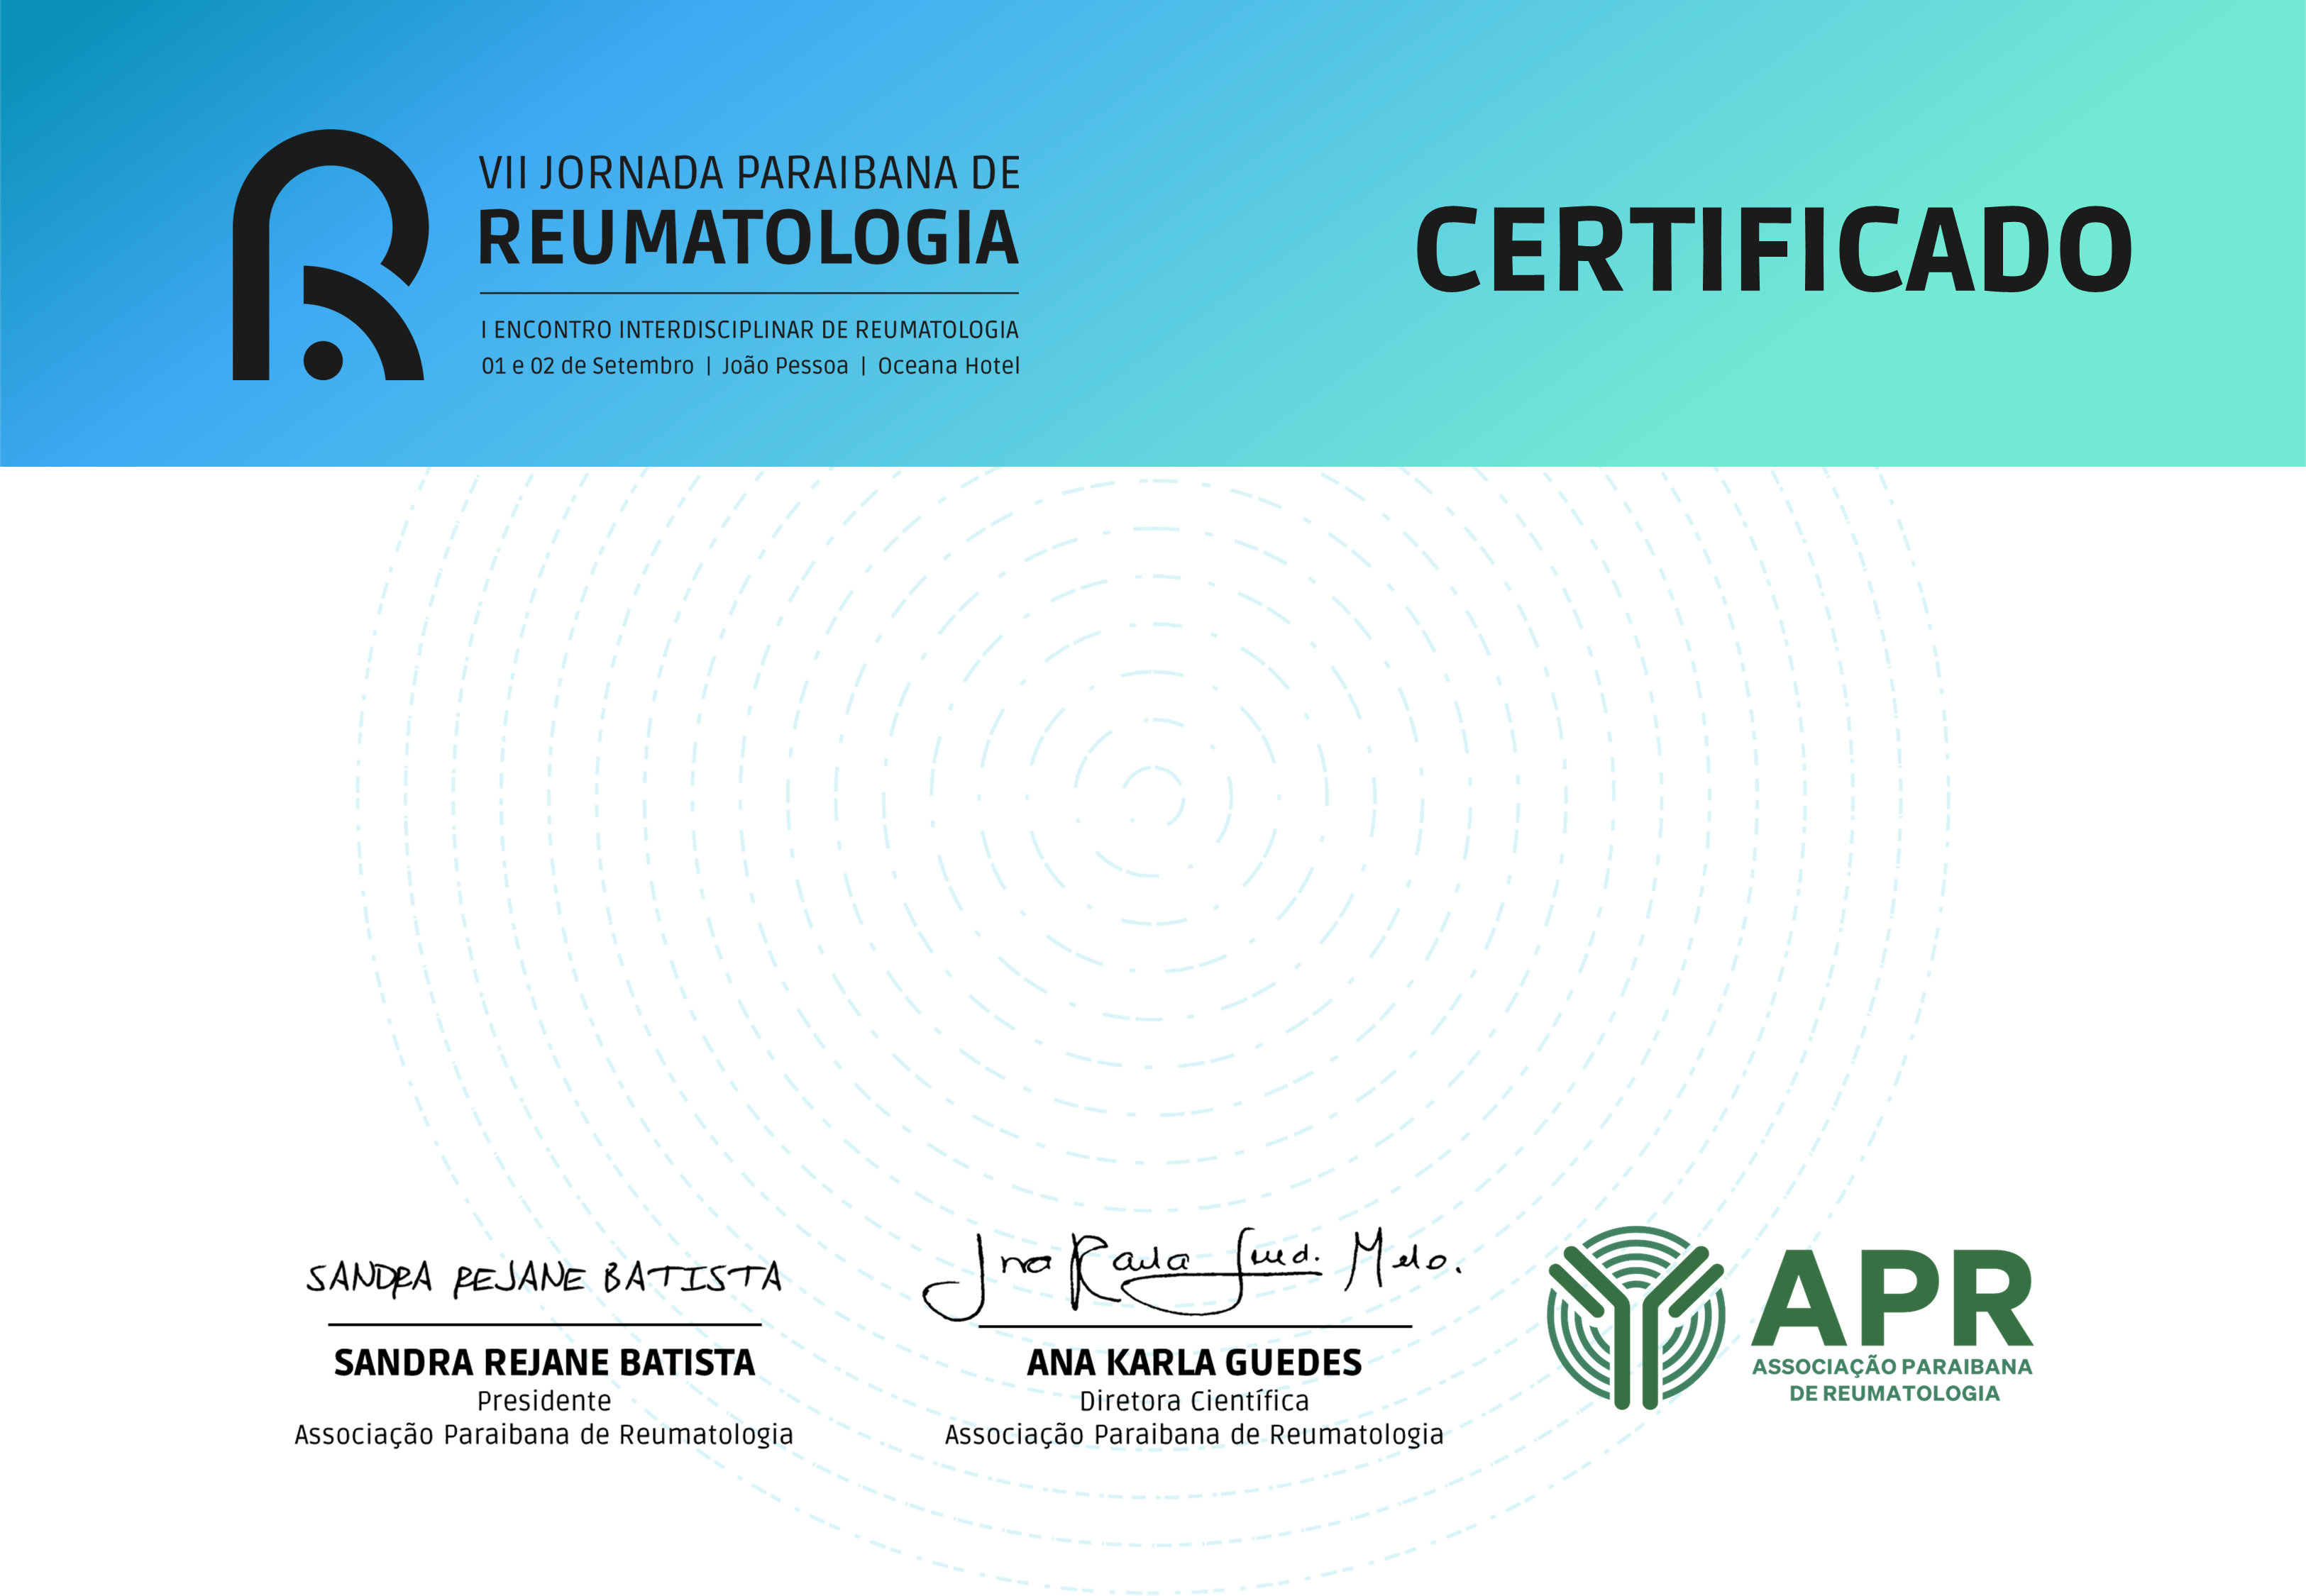 VII JORNADA PARAIBANA DE
REUMATOLOGIA
I ENCONTRO INTERDISCIPLINAR DE REUMATOLOGIA
01 e 02 de Setembro | João Pessoa | Oceana Hotel
CERTIFICADO
SANDRA REJANE BATISTA
SANDRA REJANE BATISTA
Presidente
Associação Paraibana de Reumatologia
Ana Karla Gued. Melo.
ANA KARLA GUEDES
Diretora Científica
Associação Paraibana de Reumatologia
APR
ASSOCIAÇÃO PARAIBANA
DE REUMATOLOGIA